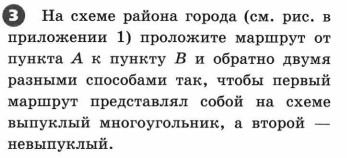 3 На схеме района города (см. рис. в
приложении 1) проложите маршрут от
пункта A к пункту B и обратно двумя
разными способами так, чтобы первый
маршрут представлял собой на схеме
выпуклый многоугольник, а второй —
невыпуклый.